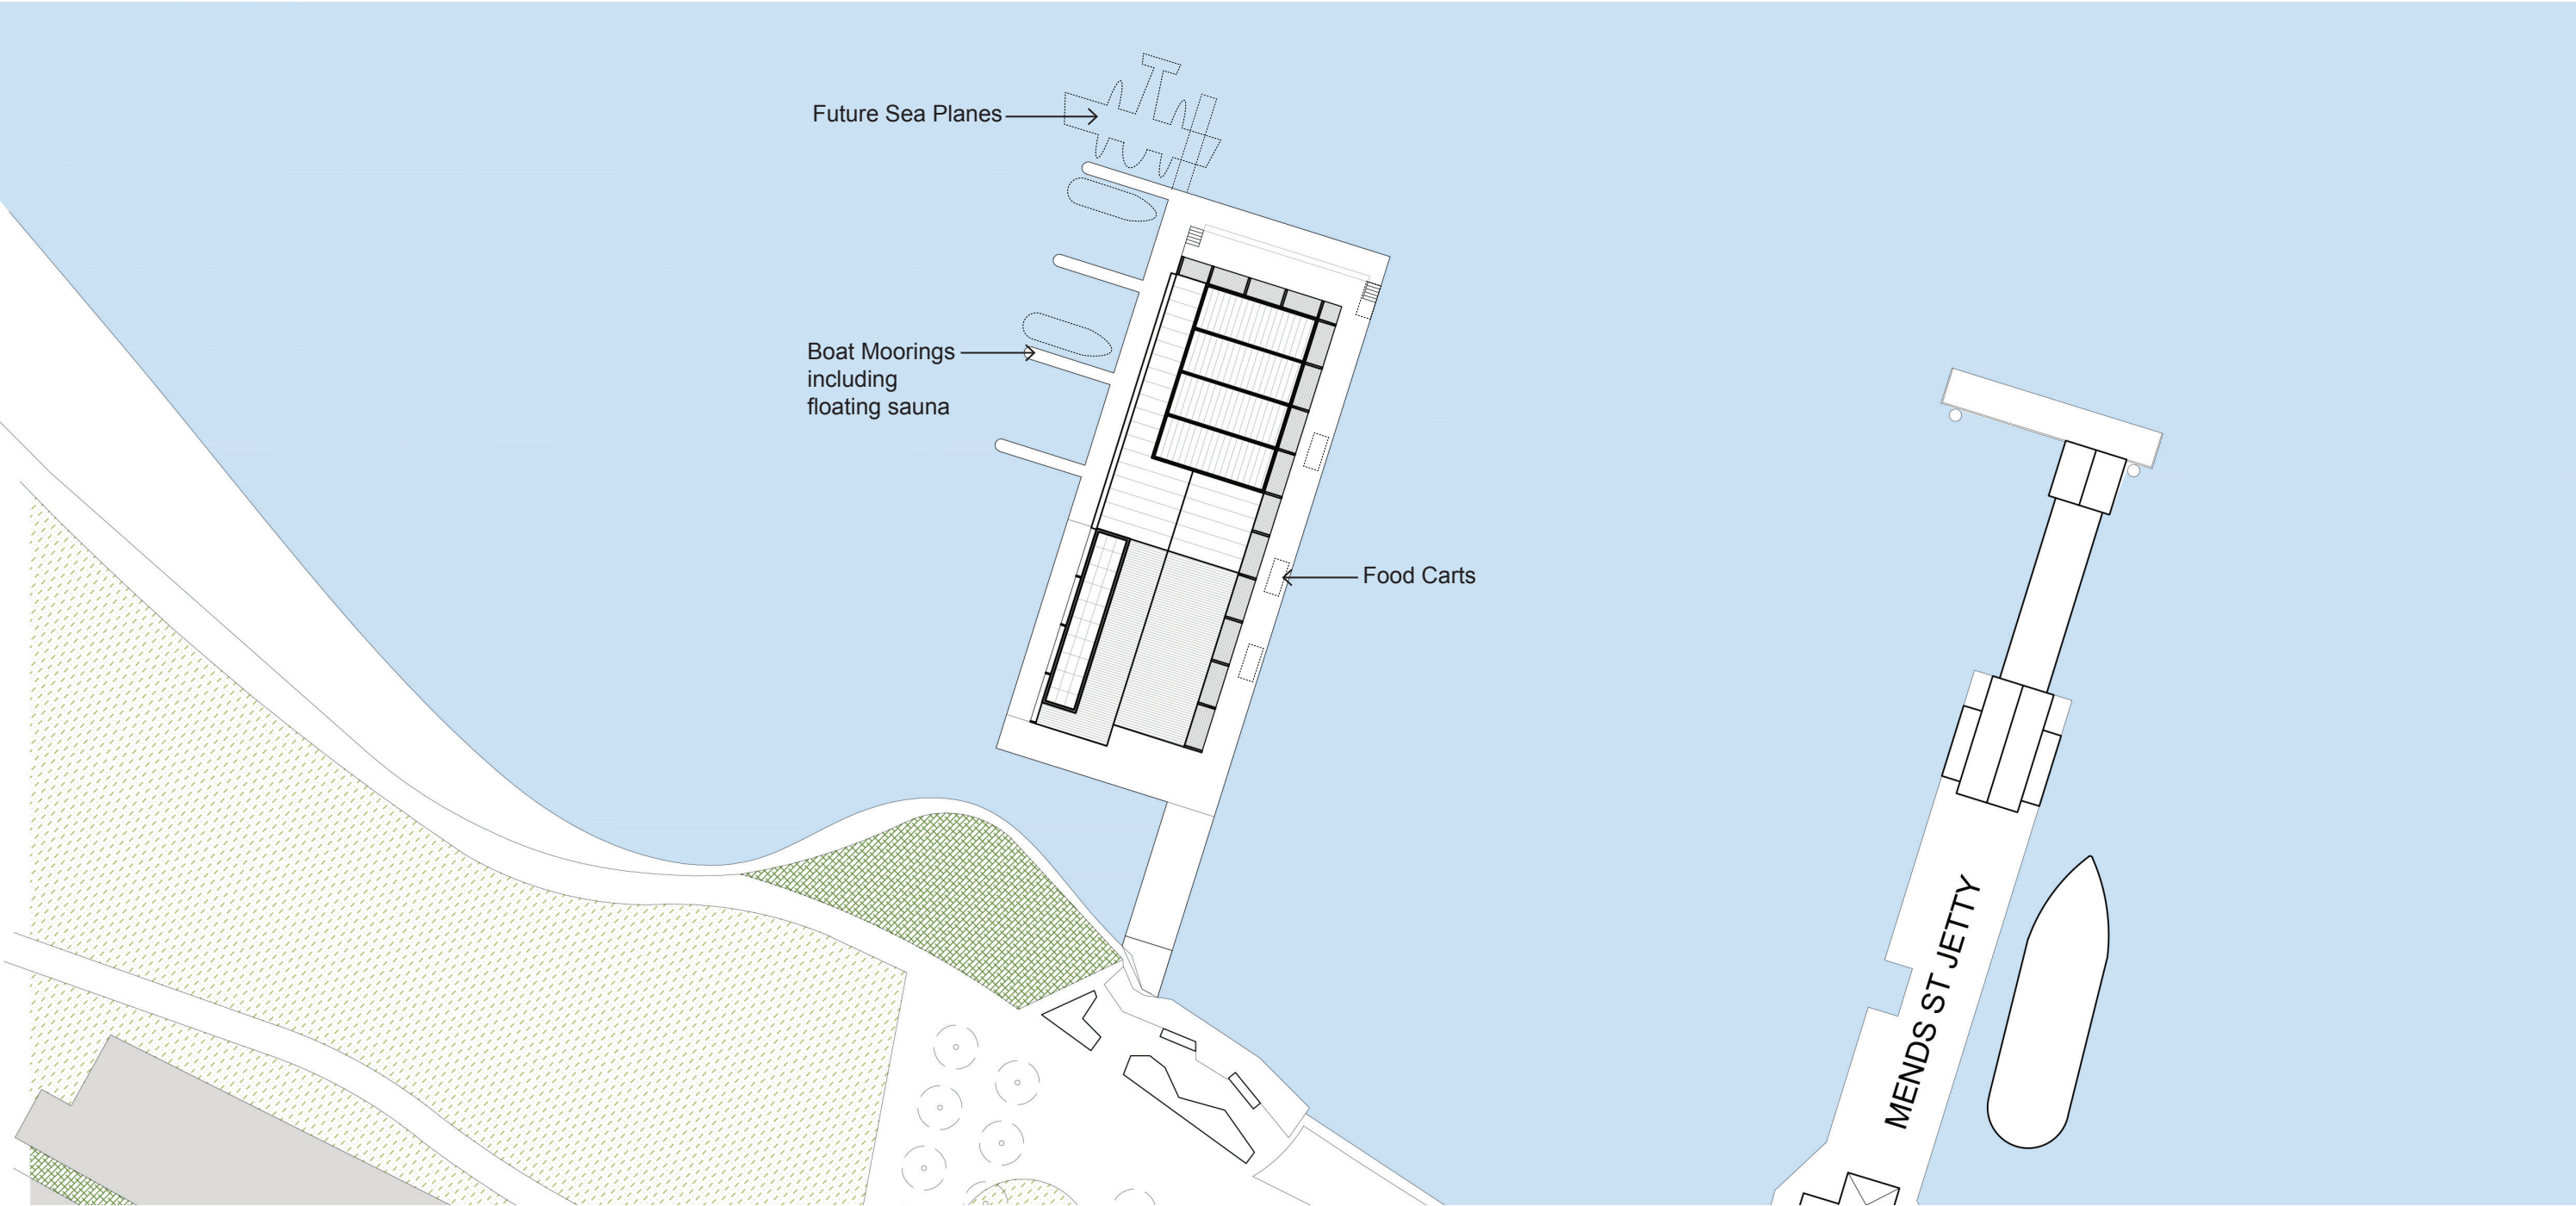 Future Sea Planes
Boat Moorings
including
floating sauna
Food Carts
MENDS ST JETTY